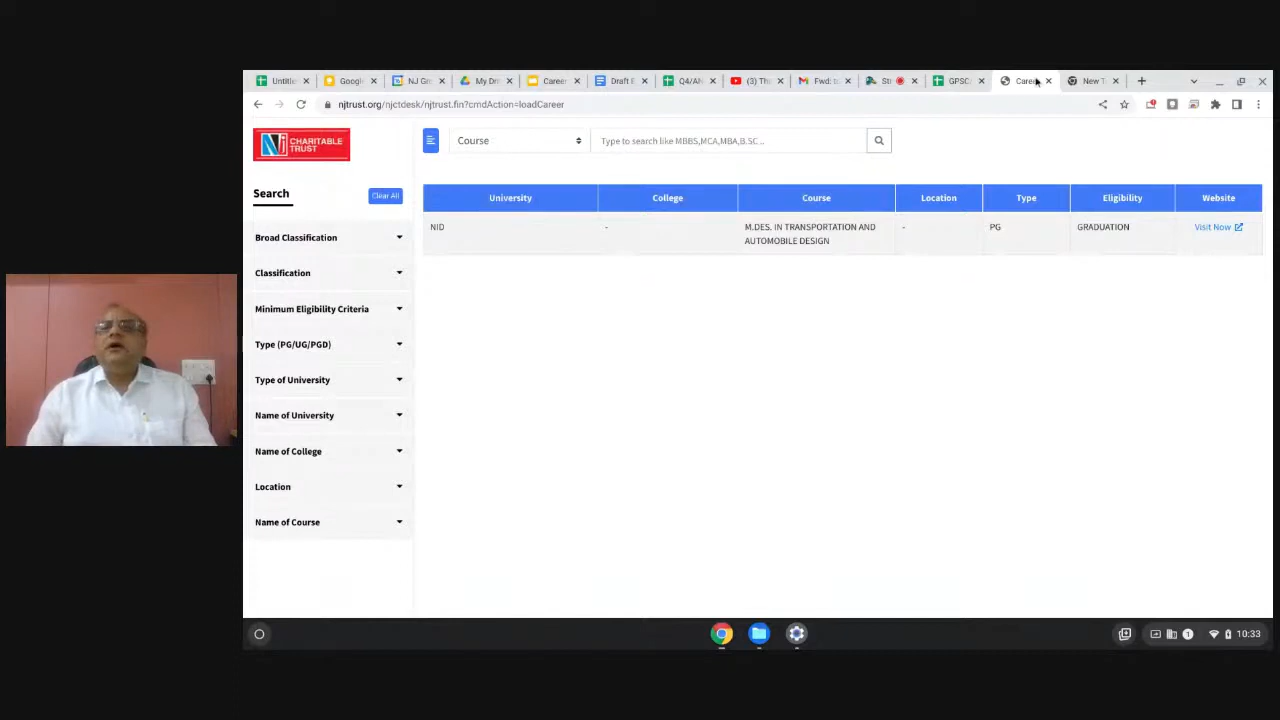 Untitle
Google
NJ Ge
My Dri
Career
Draft E
Q4/AN
(3) Th
Fwd: to
Str
GPSC
Caree
New T
njtrust.org/njctdesk/njtrust.fin?cmdAction=loadCareer
NJ CHARITABLE
TRUST
Course
Type to search like MBBS,MCA,MBA,B.SC ..
Search
Clear All
University College Course Location Type Eligibility Website
NID - M.DES. IN TRANSPORTATION AND - PG GRADUATION Visit Now
AUTOMOBILE DESIGN
Broad Classification
Classification
Minimum Eligibility Criteria
Type (PG/UG/PGD)
Type of University
Name of University
Name of College
Location
Name of Course
1
10:33